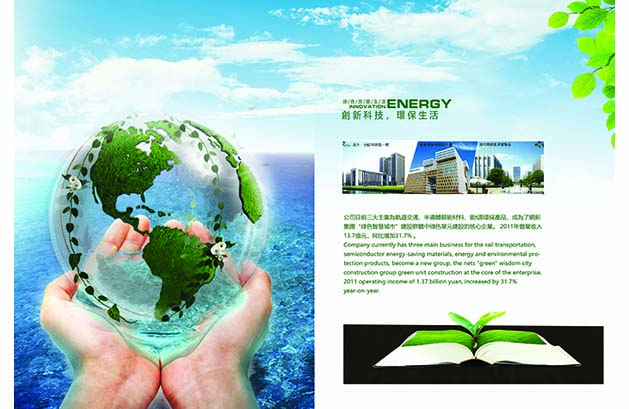 INNOVATION ENERGY
創新科技，環保生活
公司目前三大主業為軌道交通、半導體節能材料、能源環保產品，成為了網新
集團“綠色智慧城市”建設群體中綠色單元建設的核心企業。 2011年營業收入
13.7億元，同比增加31.7% 。
Company currently has three main business for the rail transportation,
semiconductor energy-saving materials, energy and environmental pro-
tection products, become a new group, the nets "green" wisdom city
construction group green unit construction at the core of the enterprise.
2011 operating income of 1.37 billion yuan, increased by 31.7%
year-on-year.